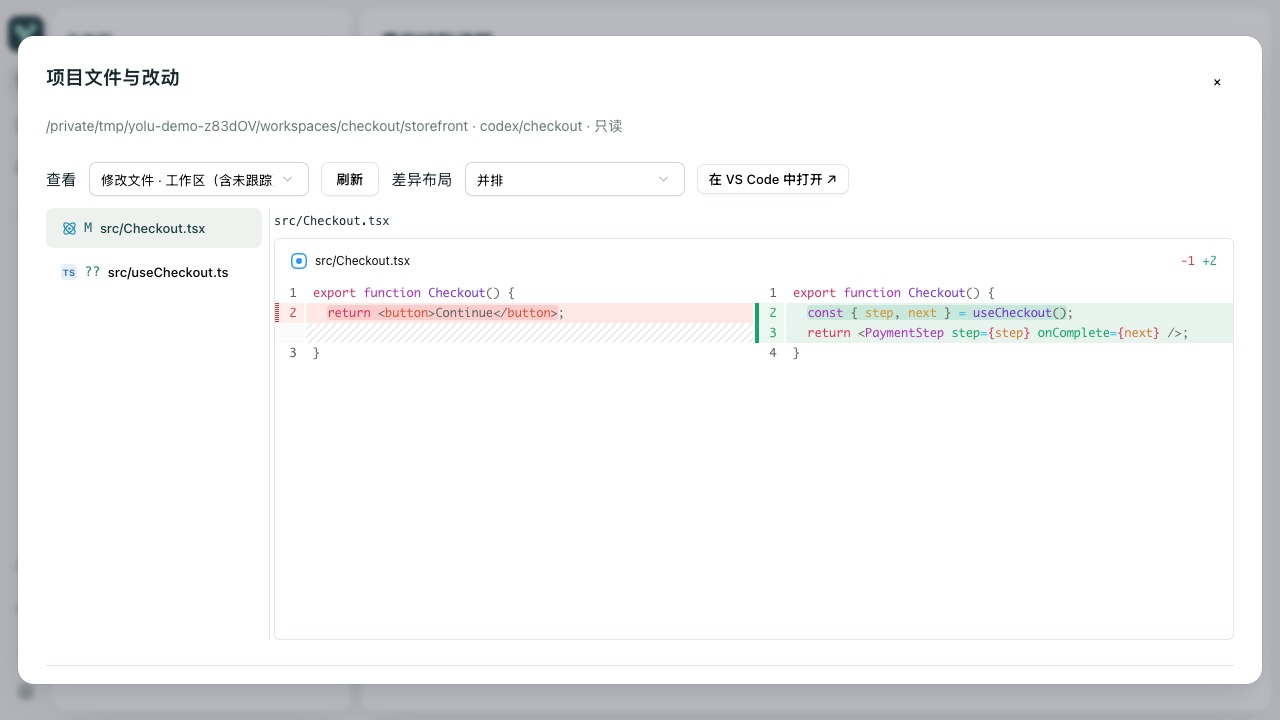 项目文件与改动
×
/private/tmp/yolu-demo-z83dOV/workspaces/checkout/storefront · codex/checkout · 只读
查看 修改文件 · 工作区（含未跟踪 刷新 差异布局 并排 在 VS Code 中打开 ↗
M src/Checkout.tsx
TS ?? src/useCheckout.ts
src/Checkout.tsx
src/Checkout.tsx -1 +2
1 export function Checkout() {
2 return <button>Continue</button>;
3 }
1 export function Checkout() {
2 const { step, next } = useCheckout();
3 return <PaymentStep step={step} onComplete={next} />;
4 }